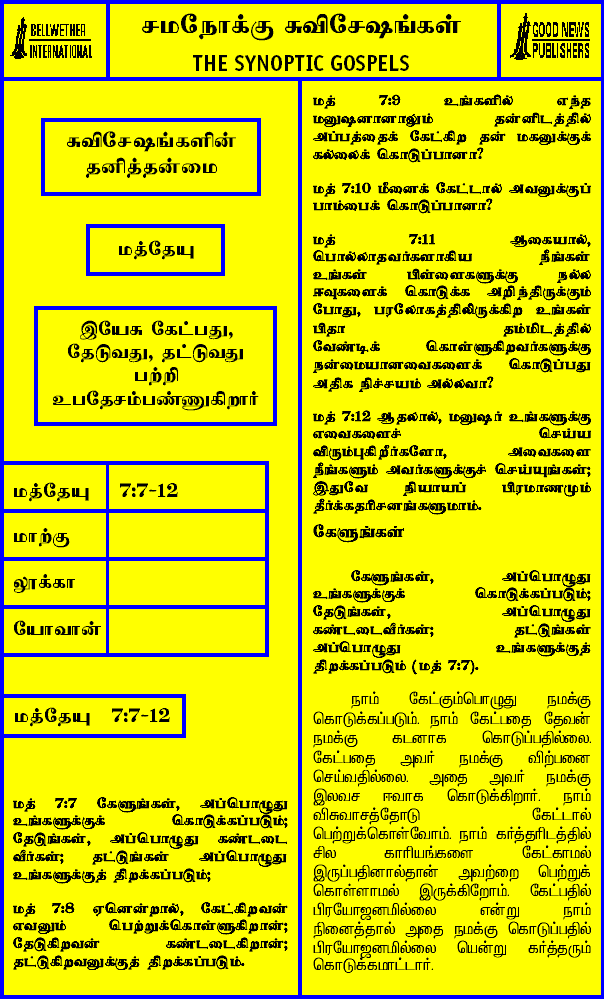 BELLWETHER
INTERNATIONAL
சமநோக்கு சுவிசேஷங்கள்
THE SYNOPTIC GOSPELS
GOOD NEWS
PUBLISHERS
சுவிசேஷங்களின்
தனித்தன்மை
மத்தேயு
இயேசு கேட்பது,
தேடுவது, தட்டுவது
பற்றி
உபதேசம்பண்ணுகிறார்
மத்தேயு 7:7-12
மாற்கு
லூக்கா
யோவான்
மத்தேயு 7:7-12
மத் 7:7 கேளுங்கள், அப்பொழுது
உங்களுக்குக் கொடுக்கப்படும்;
தேடுங்கள், அப்பொழுது கண்டடை
வீர்கள்; தட்டுங்கள் அப்பொழுது
உங்களுக்குத் திறக்கப்படும்;
மத் 7:8 ஏனென்றால், கேட்கிறவன்
எவனும் பெற்றுக்கொள்ளுகிறான்;
தேடுகிறவன் கண்டடைகிறான்;
தட்டுகிறவனுக்குத் திறக்கப்படும்.
மத் 7:9 உங்களில் எந்த
மனுஷனானாலும் தன்னிடத்தில்
அப்பத்தைக் கேட்கிற தன் மகனுக்குக்
கல்லைக் கொடுப்பானா?
மத் 7:10 மீனைக் கேட்டால் அவனுக்குப்
பாம்பைக் கொடுப்பானா?
மத் 7:11 ஆகையால்,
பொல்லாதவர்களாகிய நீங்கள்
உங்கள் பிள்ளைகளுக்கு நல்ல
ஈவுகளைக் கொடுக்க அறிந்திருக்கும்
போது, பரலோகத்திலிருக்கிற உங்கள்
பிதா தம்மிடத்தில்
வேண்டிக் கொள்ளுகிறவர்களுக்கு
நன்மையானவைகளைக் கொடுப்பது
அதிக நிச்சயம் அல்லவா?
மத் 7:12 ஆதலால், மனுஷர் உங்களுக்கு
எவைகளைச் செய்ய
விரும்புகிறீர்களோ, அவைகளை
நீங்களும் அவர்களுக்குச் செய்யுங்கள்;
இதுவே நியாயப் பிரமாணமும்
தீர்க்கதரிசனங்களுமாம்.
கேளுங்கள்
கேளுங்கள், அப்பொழுது
உங்களுக்குக் கொடுக்கப்படும்;
தேடுங்கள், அப்பொழுது
கண்டடைவீர்கள்; தட்டுங்கள்
அப்பொழுது உங்களுக்குத்
திறக்கப்படும் (மத் 7:7).
நாம் கேட்கும்பொழுது நமக்கு
கொடுக்கப்படும். நாம் கேட்பதை தேவன்
நமக்கு கடனாக கொடுப்பதில்லை.
கேட்பதை அவர் நமக்கு விற்பனை
செய்வதில்லை. அதை அவர் நமக்கு
இலவச ஈவாக கொடுக்கிறார். நாம்
விசுவாசத்தோடு கேட்டால்
பெற்றுக்கொள்வோம். நாம் கர்த்தரிடத்தில்
சில காரியங்களை கேட்காமல்
இருப்பதினால்தான் அவற்றை பெற்றுக்
கொள்ளாமல் இருக்கிறோம். கேட்பதில்
பிரயோஜனமில்லை என்று நாம்
நினைத்தால் அதை நமக்கு கொடுப்பதில்
பிரயோஜனமில்லை யென்று கர்த்தரும்
கொடுக்கமாட்டார்.